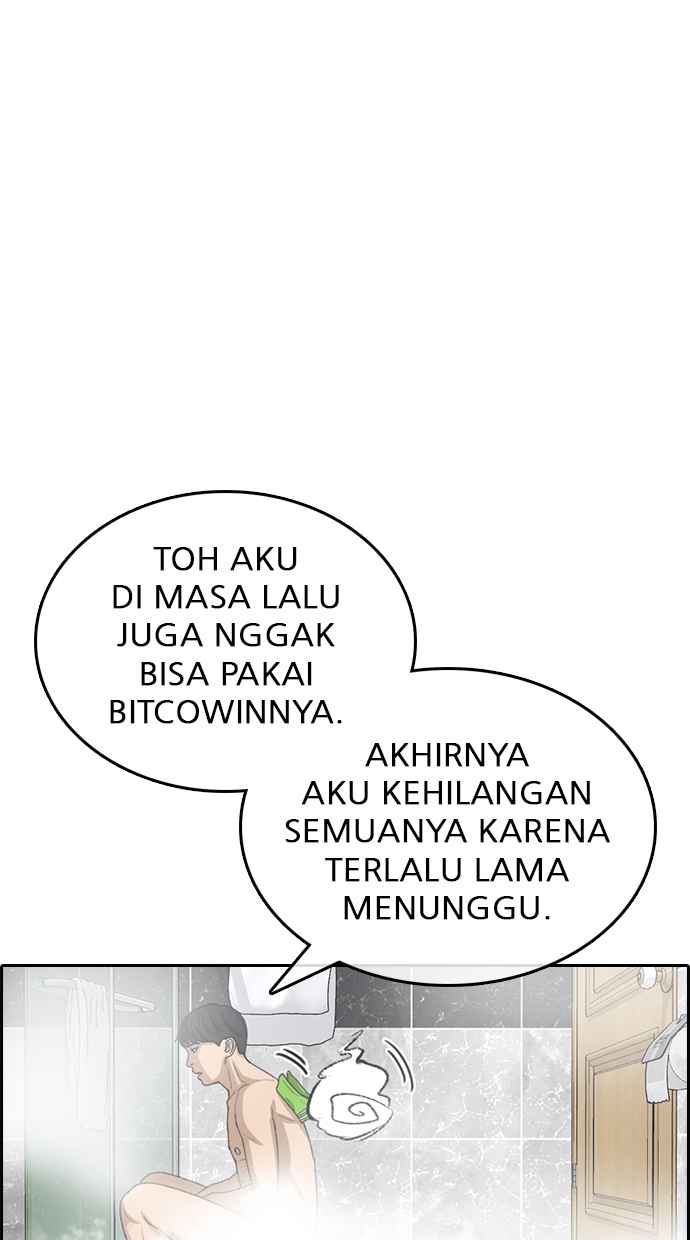 TOH AKU
DI MASA LALU
JUGA NGGAK
BISA PAKAI
BITCOWINNYA.
AKHIRNYA
AKU KEHILANGAN
SEMUANYA KARENA
TERLALU LAMA
MENUNGGU.